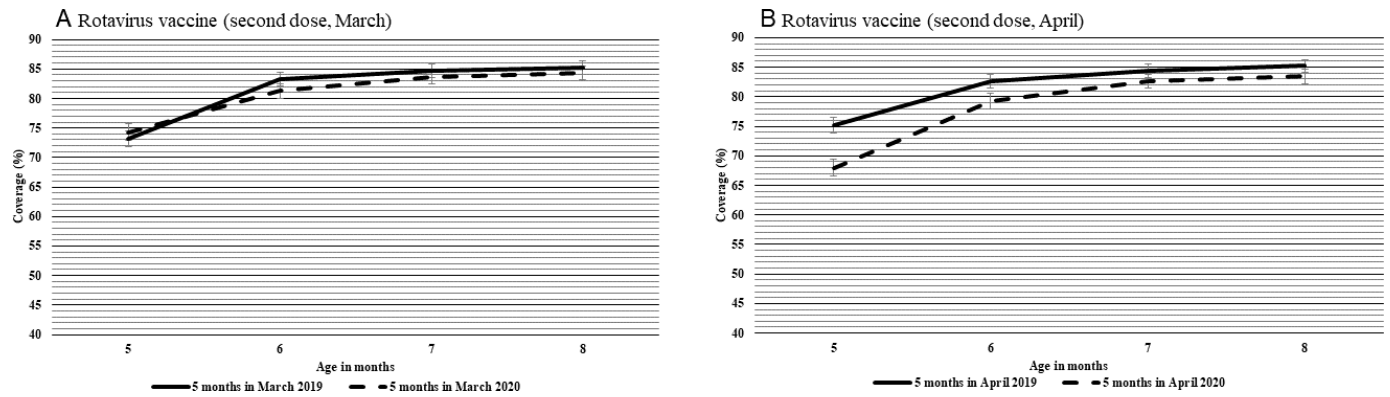 A Rotavirus vaccine (second dose, March)
90
85
80
75
70
65
60
55
50
45
40
Coverage (%)
5 6 7 8
Age in months
5 months in March 2019 5 months in March 2020
B Rotavirus vaccine (second dose, April)
90
85
80
75
70
65
60
55
50
45
40
Coverage (%)
5 6 7 8
Age in months
5 months in April 2019 5 months in April 2020